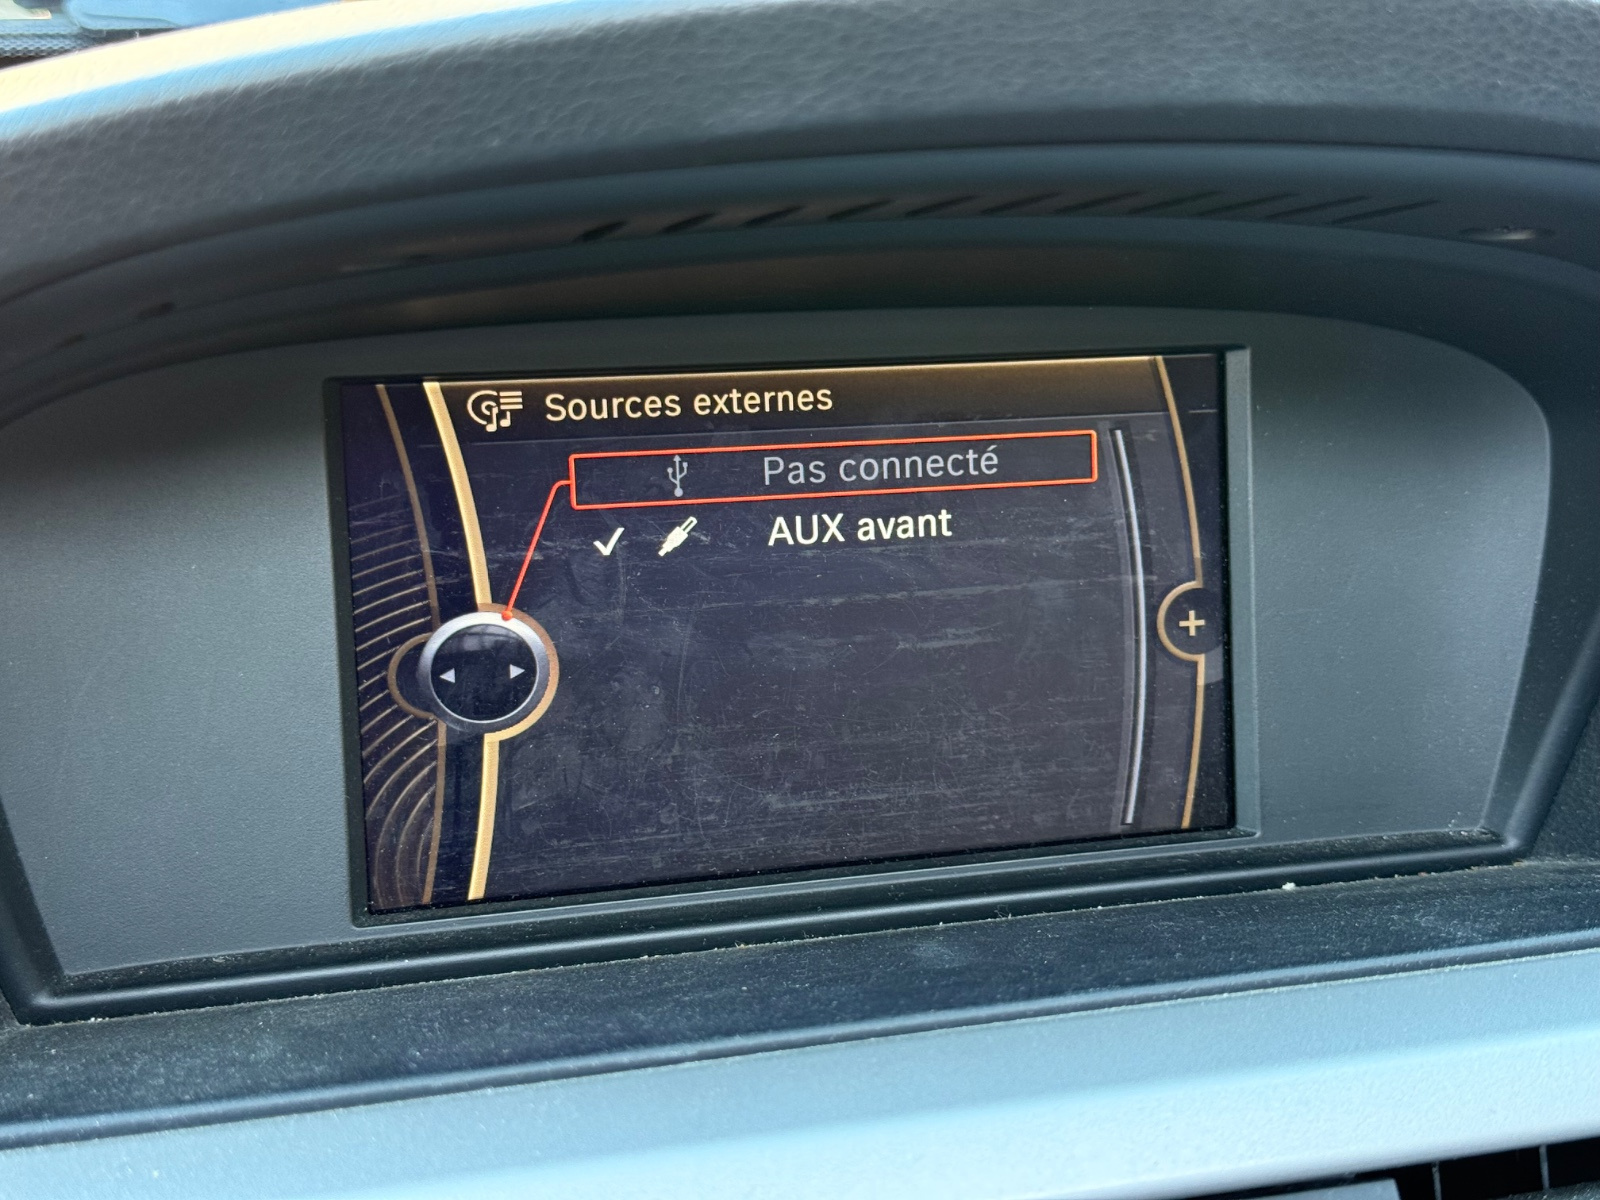 Sources externes
Pas connecté
AUX avant